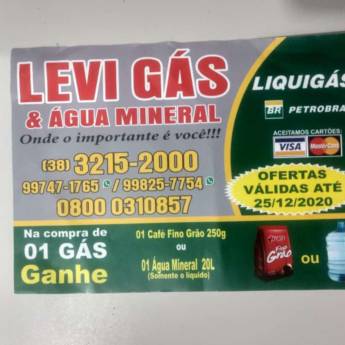 LEVI GÁS
& ÁGUA MINERAL
Onde o importante é você!!!
(38) 3215-2000
99747-1765 / 99825-7754
0800 0310857
LIQUIGÁS
BR PETROBRA
ACEITAMOS CARTÕES:
VISA MasterCard
OFERTAS
VÁLIDAS ATÉ
25/12/2020
Na compra de
01 GÁS
Ganhe
01 Café Fino Grão 250g
ou
01 Água Mineral 20L
(Somente o líquido)
Fino
Grão
ou